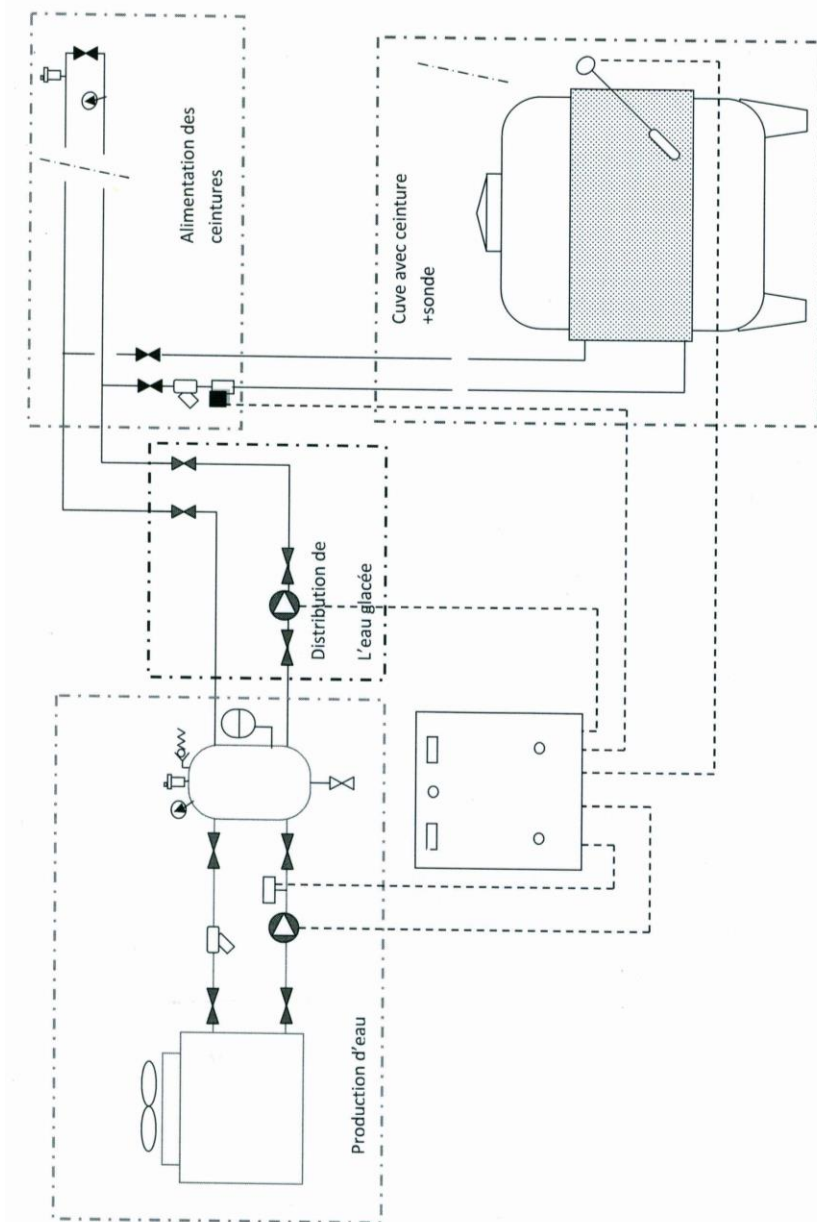 Alimentation des
ceintures
Cuve avec ceinture
+sonde
Distribution de
L'eau glacée
Production d'eau